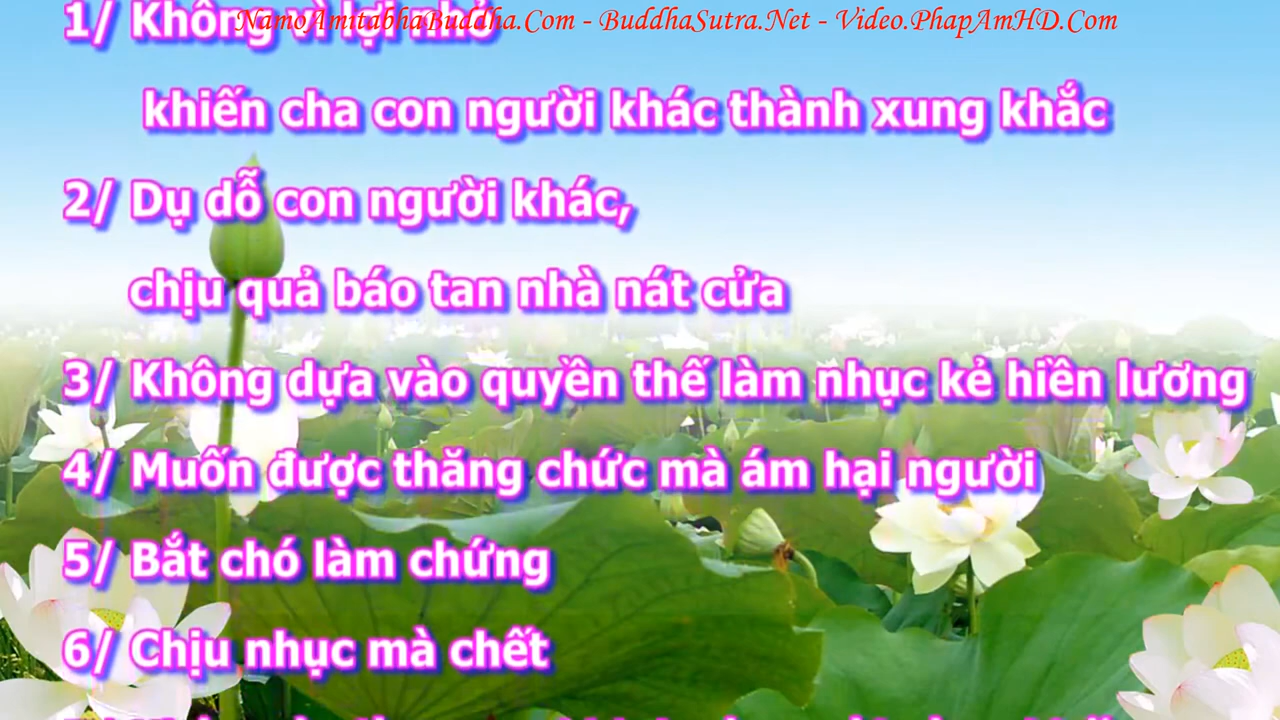 NamoAmitabhaBuddha.Com - BuddhaSutra.Net - Video.PhapAmHD.Com
1/ Không vì lợi nhỏ
khiến cha con người khác thành xung khắc
2/ Dụ dỗ con người khác,
chịu quả báo tan nhà nát cửa
3/ Không dựa vào quyền thế làm nhục kẻ hiền lương
4/ Muốn được thăng chức mà ám hại người
5/ Bắt chó làm chứng
6/ Chịu nhục mà chết